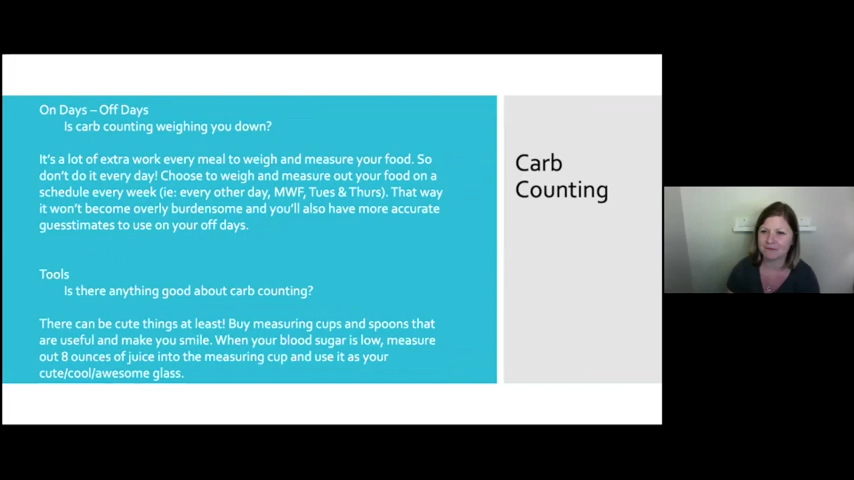 On Days – Off Days
Is carb counting weighing you down?
It's a lot of extra work every meal to weigh and measure your food. So
don't do it every day! Choose to weigh and measure out your food on a
schedule every week (ie: every other day, MWF, Tues & Thurs). That way
it won't become overly burdensome and you'll also have more accurate
guesstimates to use on your off days.
Tools
Is there anything good about carb counting?
There can be cute things at least! Buy measuring cups and spoons that
are useful and make you smile. When your blood sugar is low, measure
out 8 ounces of juice into the measuring cup and use it as your
cute/cool/awesome glass.
Carb
Counting